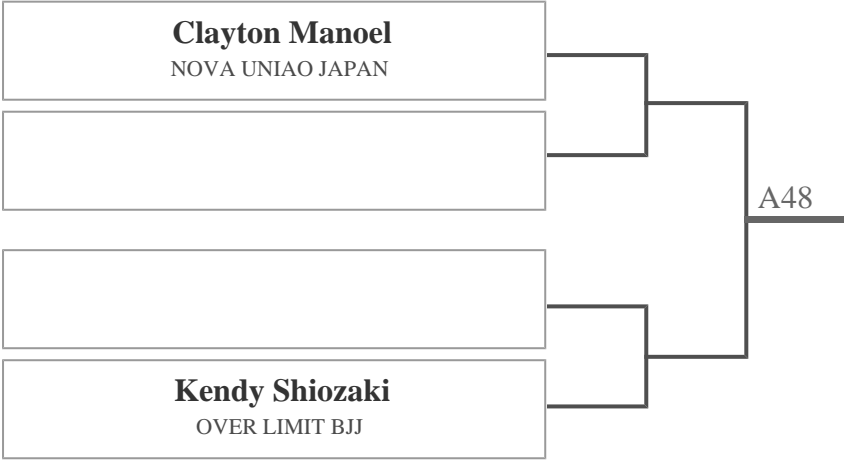 Clayton Manoel
NOVA UNIAO JAPAN
A48
Kendy Shiozaki
OVER LIMIT BJJ